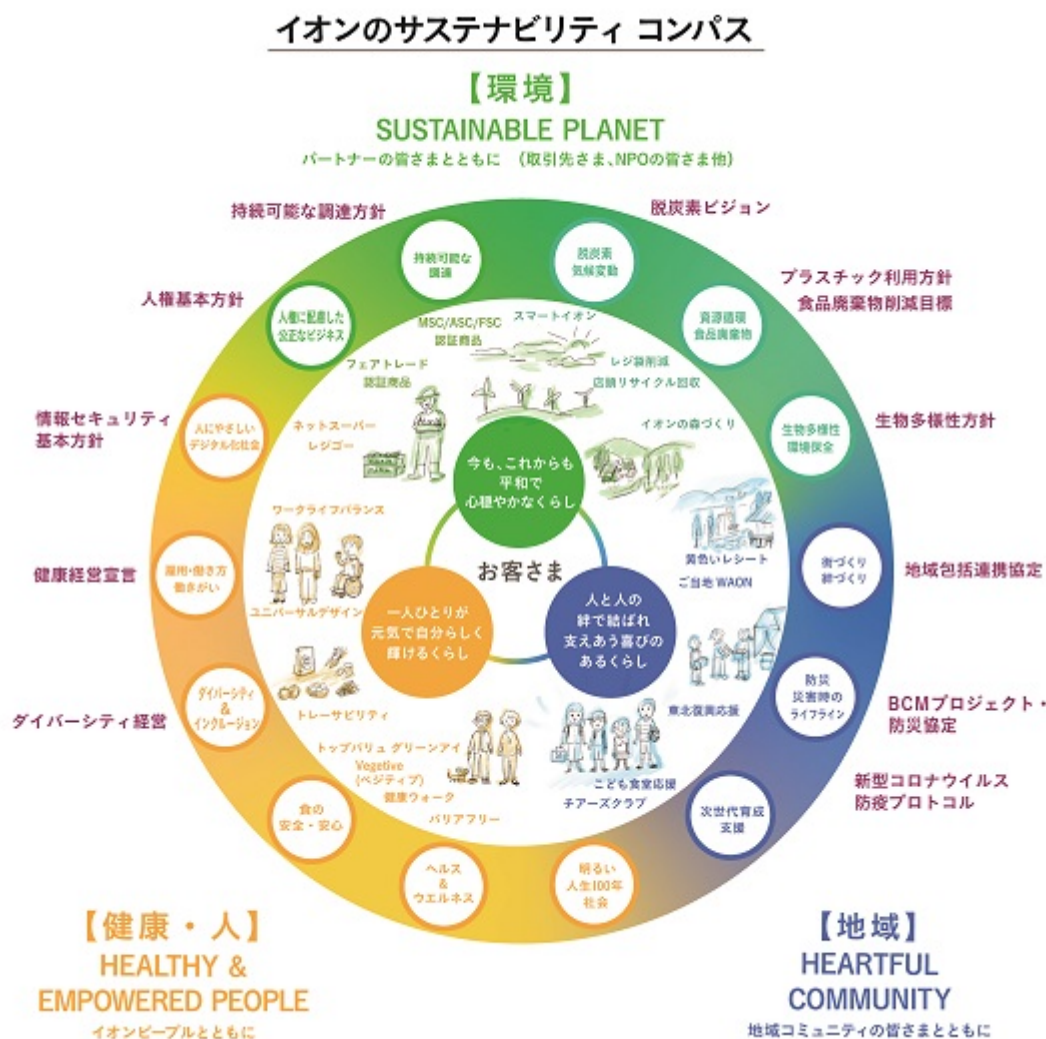 イオンのサステナビリティ コンパス
【環境】
SUSTAINABLE PLANET
パートナーの皆さまとともに （取引先さま、NPOの皆さま他）
持続可能な調達方針
脱炭素ビジョン
人権基本方針
プラスチック利用方針
食品廃棄物削減目標
情報セキュリティ
基本方針
生物多様性方針
健康経営宣言
地域包括連携協定
ダイバーシティ経営
BCMプロジェクト・
防災協定
新型コロナウイルス
防疫プロトコル
持続可能な
調達
脱炭素
気候変動
人権に配慮した
公正なビジネス
資源循環
食品廃棄物
人にやさしい
デジタル化社会
生物多様性
環境保全
雇用・働き方
働きがい
街づくり
絆づくり
ダイバーシティ
&
インクルージョン
防災
災害時の
ライフライン
食の
安全・安心
次世代育成
支援
ヘルス
&
ウエルネス
明るい
人生100年
社会
MSC/ASC/FSC
認証商品
スマートイオン
フェアトレード
認証商品
レジ袋削減
店頭リサイクル回収
ネットスーパー
レジゴー
イオンの森づくり
今も、これからも
平和で
心穏やかなくらし
ワークライフバランス
お客さま
黄色いレシート
ご当地 WAON
ユニバーサルデザイン
一人ひとりが
元気で自分らしく
輝けるくらし
人と人の
絆で結ばれ
支えあう喜びの
あるくらし
トレーサビリティ
東北復興応援
トップバリュ グリーンアイ
Vegetive
(ベジティブ)
健康ウォーク
バリアフリー
こども食堂応援
チアーズクラブ
【健康・人】
HEALTHY &
EMPOWERED PEOPLE
イオンピープルとともに
【地域】
HEARTFUL
COMMUNITY
地域コミュニティの皆さまとともに